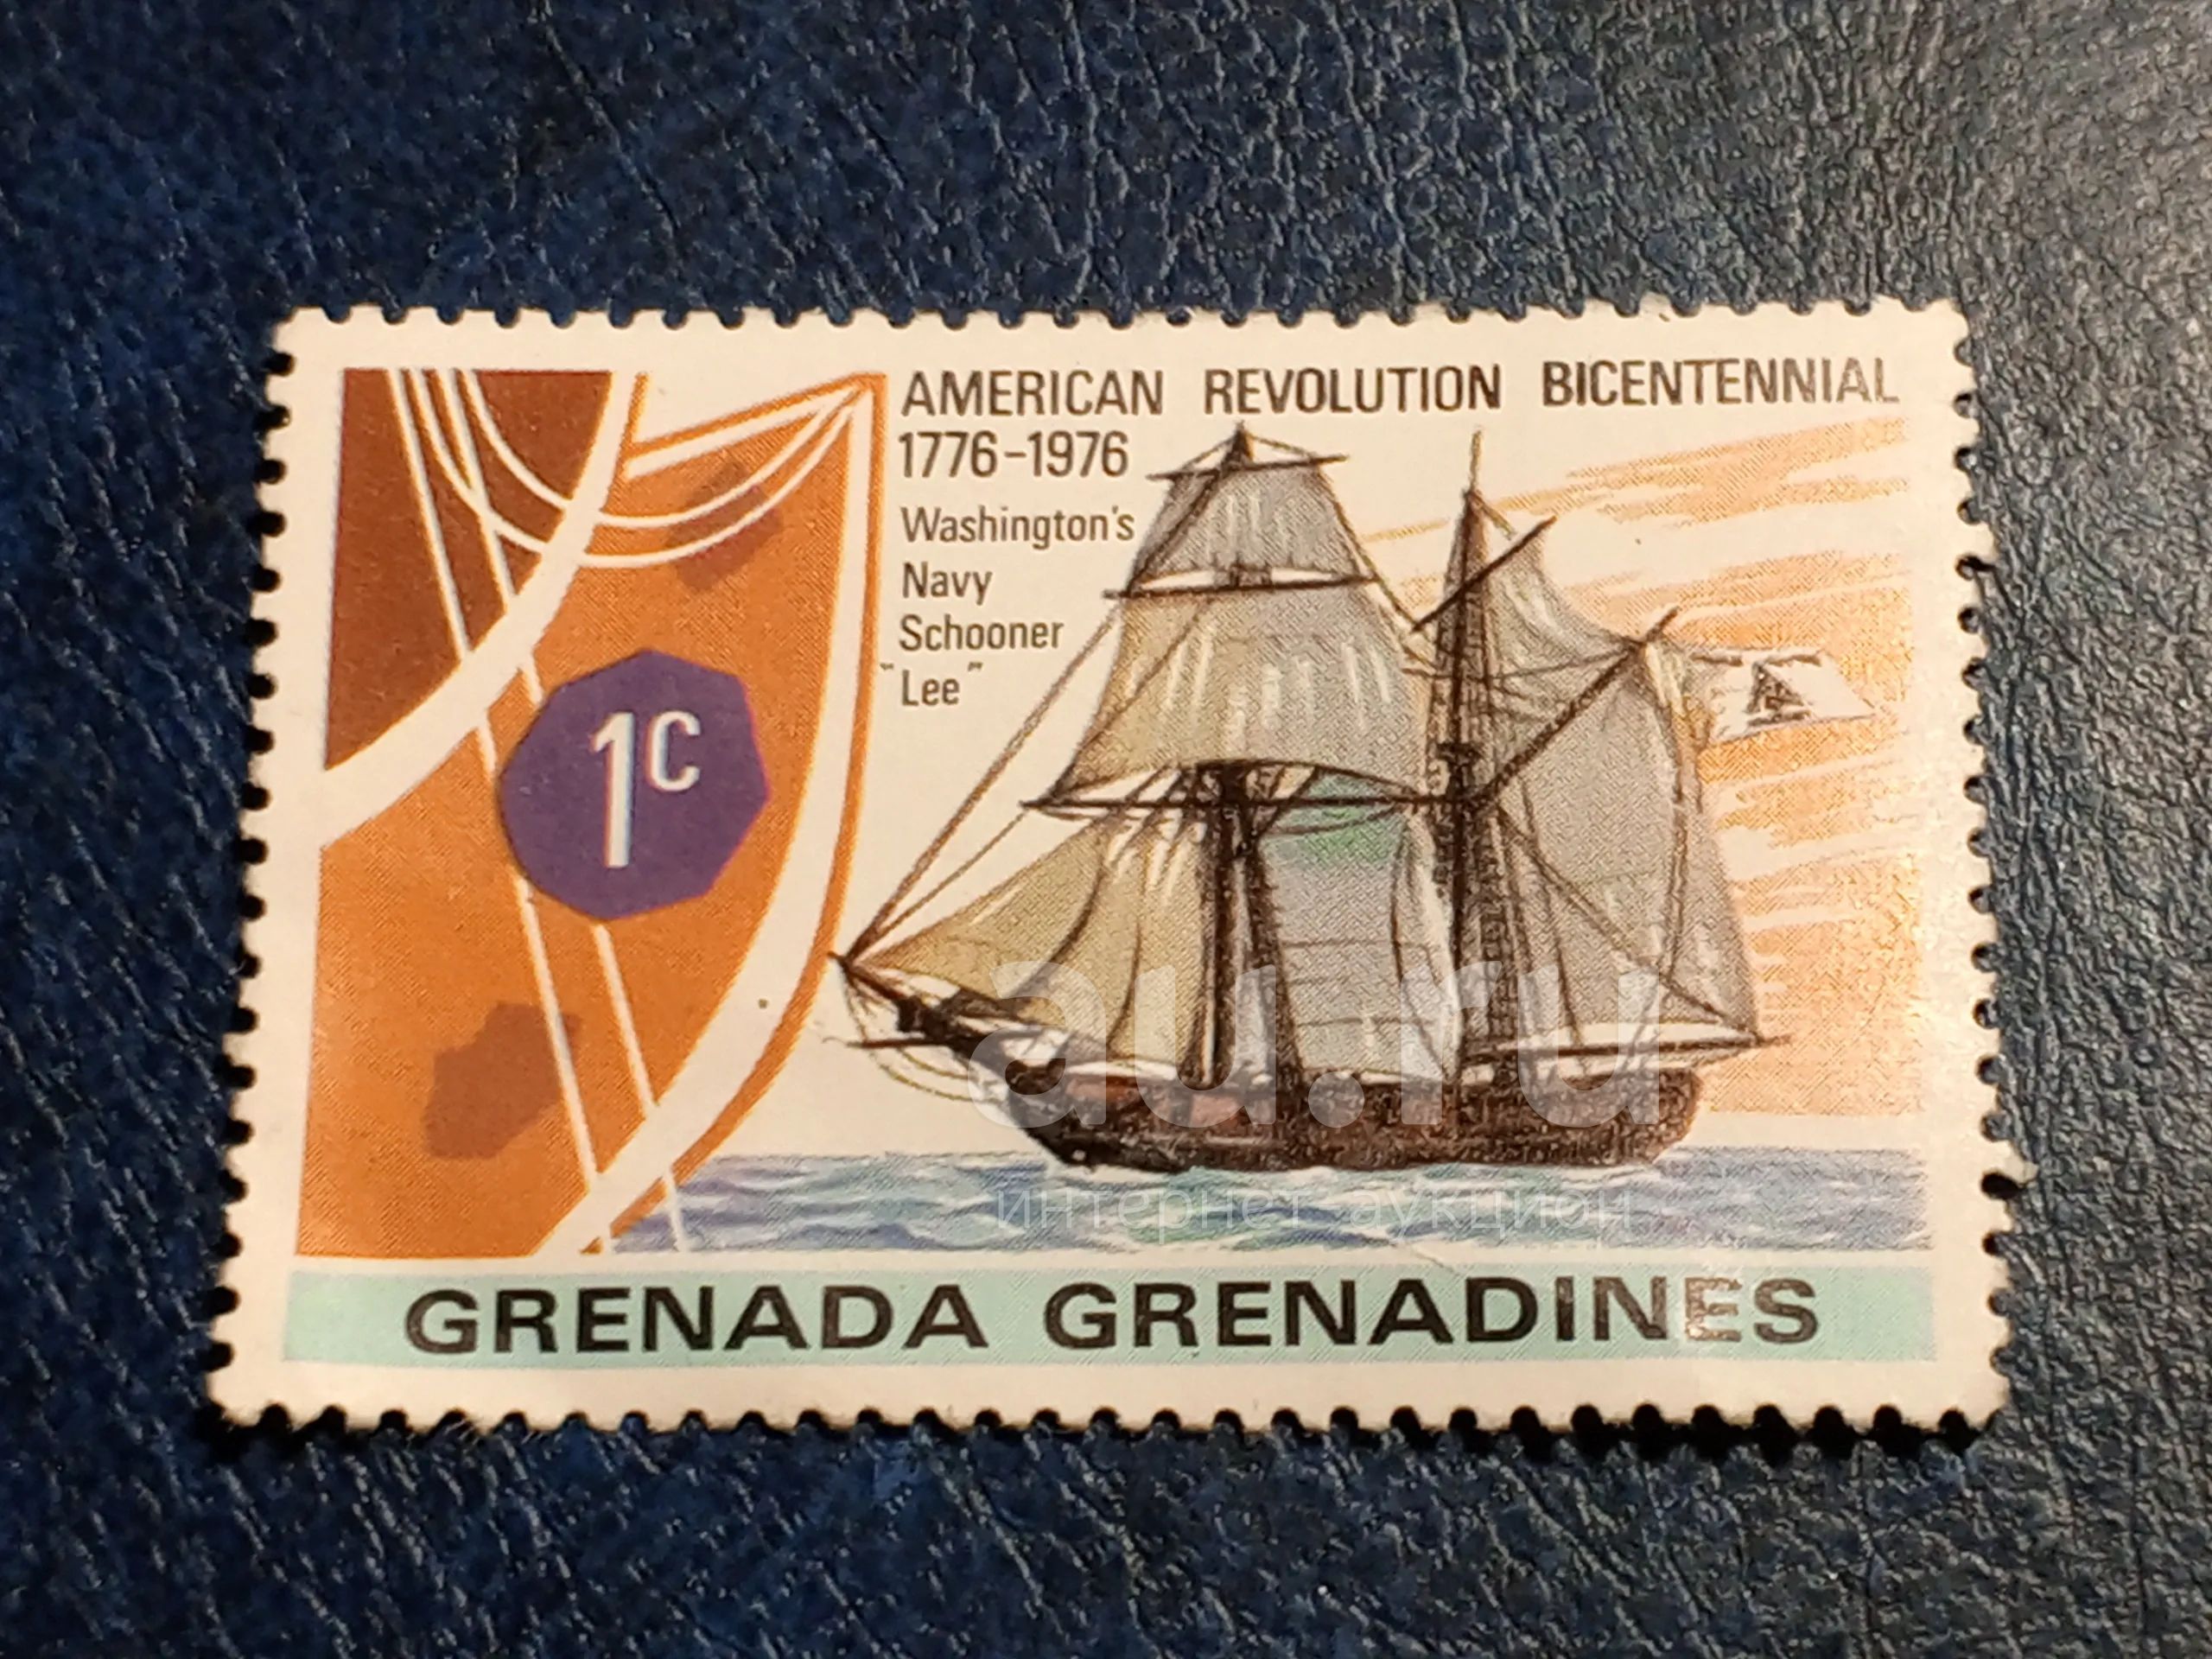 AMERICAN REVOLUTION BICENTENNIAL
1776-1976
Washington's
Navy
Schooner
"Lee"
1c
au.ru
интернет аукцион
GRENADA GRENADINES